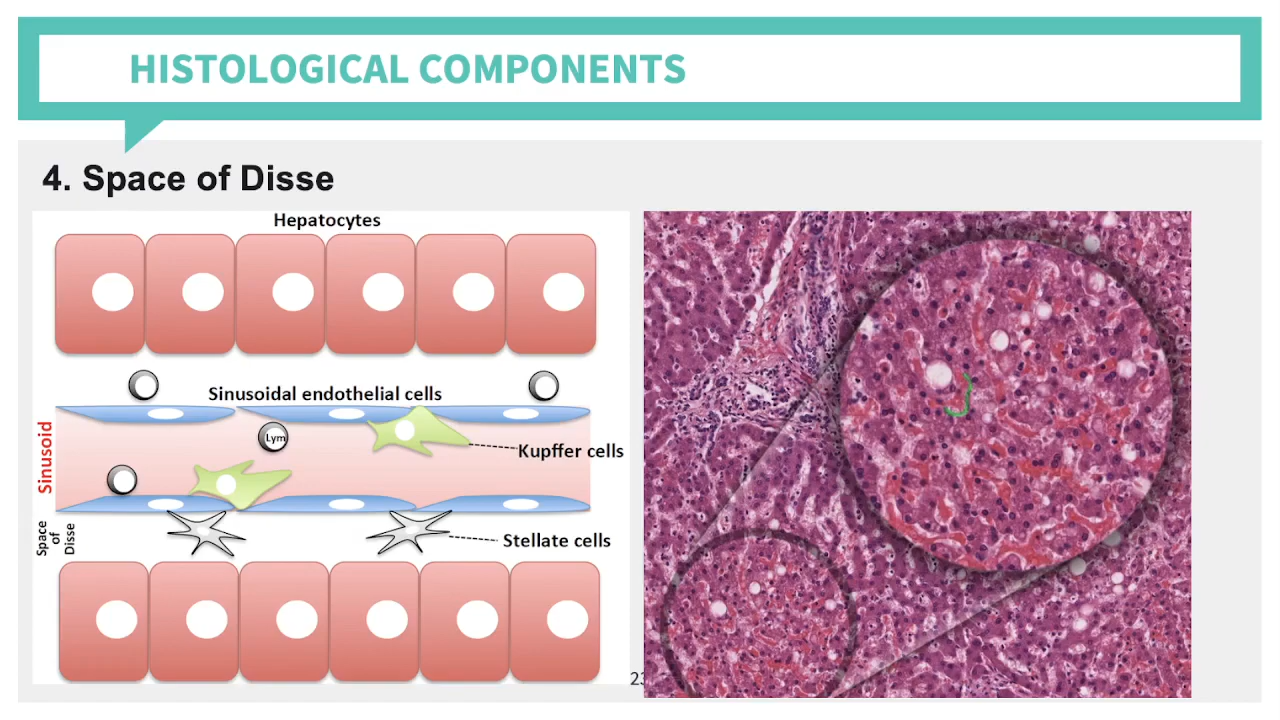 HISTOLOGICAL COMPONENTS
4. Space of Disse
Hepatocytes
Sinusoidal endothelial cells
Lym
Sinusoid
Kupffer cells
Space
of
Disse
Stellate cells
23